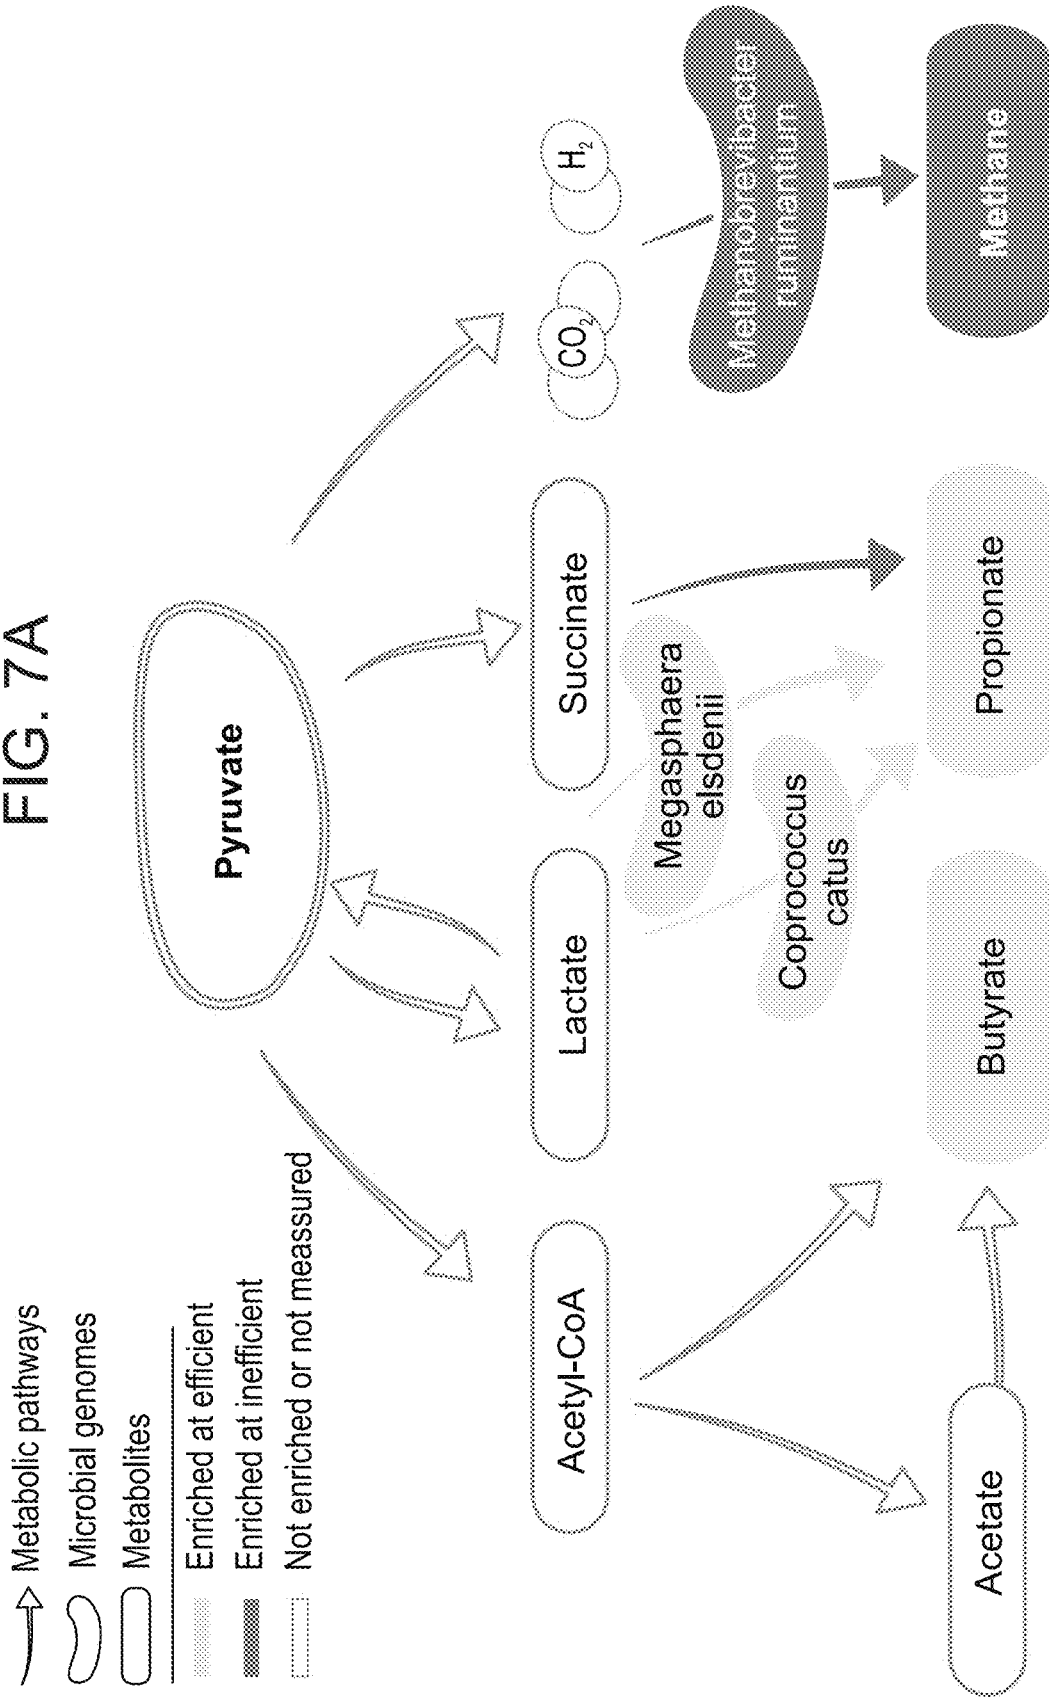 FIG. 7A
Metabolic pathways
Microbial genomes
Metabolites
Enriched at efficient
Enriched at inefficient
Not enriched or not meassured
Pyruvate
Acetyl-CoA
Lactate
Succinate
CO2
H2
Megasphaera
elsdenii
Coprococcus
catus
Methanobrevibacter
ruminantium
Acetate
Butyrate
Propionate
Methane